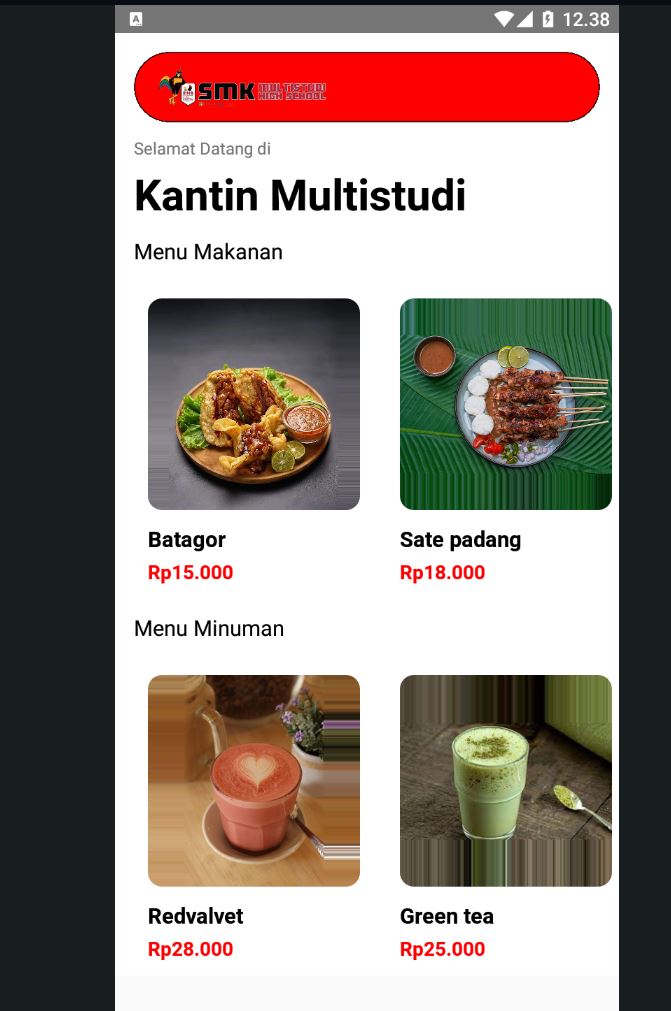 12.38
SMK MULTISTUDI
HIGH SCHOOL
Selamat Datang di
Kantin Multistudi
Menu Makanan
Batagor
Rp15.000
Sate padang
Rp18.000
Menu Minuman
Redvalvet
Rp28.000
Green tea
Rp25.000